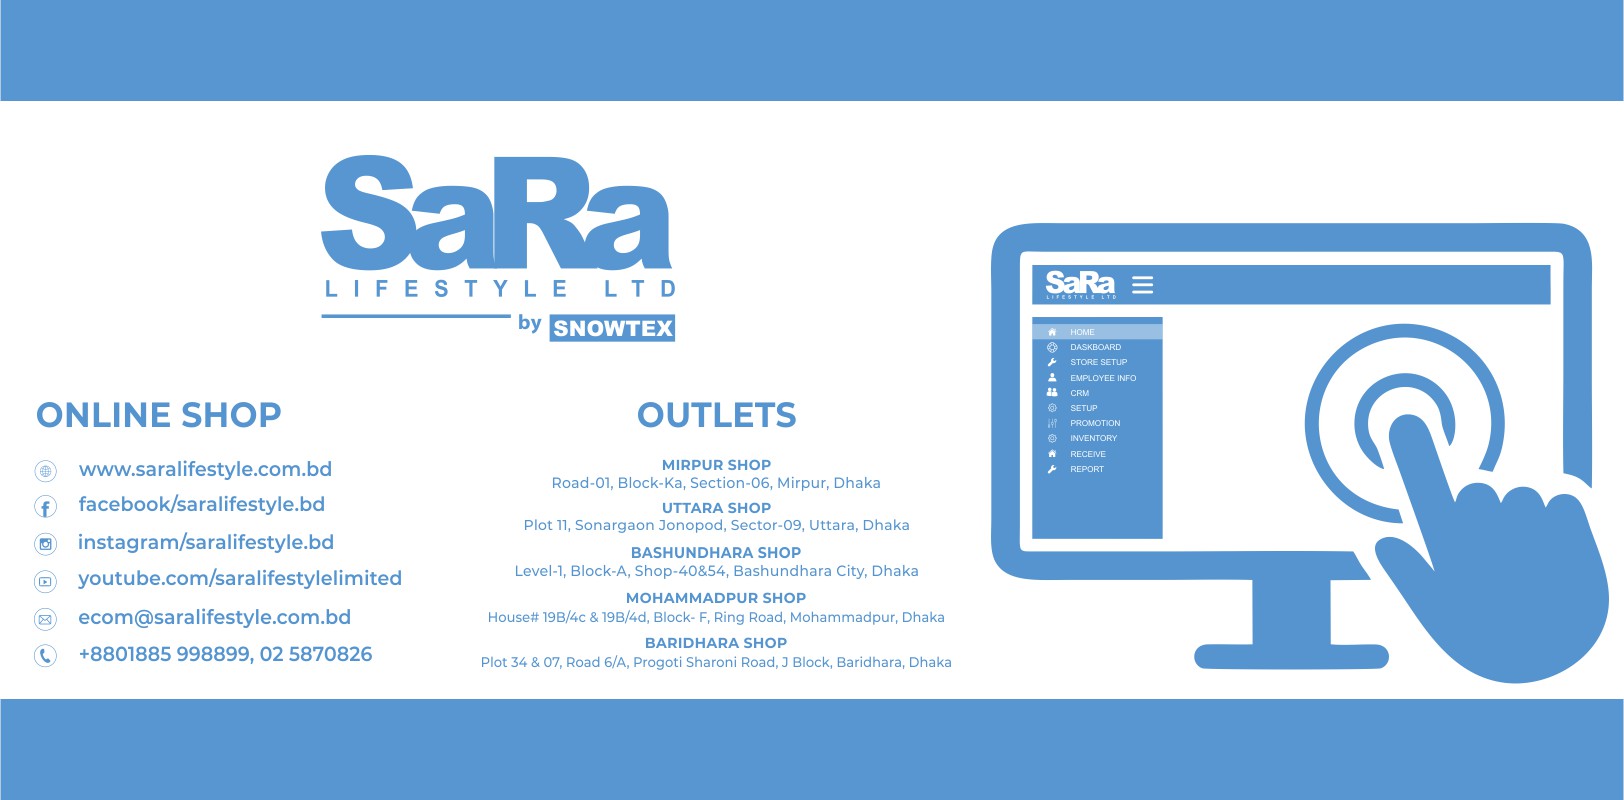 SaRa
LIFESTYLE LTD
by SNOWTEX
ONLINE SHOP
www.saralifestyle.com.bd
facebook/saralifestyle.bd
instagram/saralifestyle.bd
youtube.com/saralifestylelimited
ecom@saralifestyle.com.bd
+8801885 998899, 02 5870826
OUTLETS
MIRPUR SHOP
Road-01, Block-Ka, Section-06, Mirpur, Dhaka
UTTARA SHOP
Plot 11, Sonargaon Jonopod, Sector-09, Uttara, Dhaka
BASHUNDHARA SHOP
Level-1, Block-A, Shop-40&54, Bashundhara City, Dhaka
MOHAMMADPUR SHOP
House# 19B/4c & 19B/4d, Block- F, Ring Road, Mohammadpur, Dhaka
BARIDHARA SHOP
Plot 34 & 07, Road 6/A, Progoti Sharoni Road, J Block, Baridhara, Dhaka
SaRa
LIFESTYLE LTD
HOME
DASKBOARD
STORE SETUP
EMPLOYEE INFO
CRM
SETUP
PROMOTION
INVENTORY
RECEIVE
REPORT